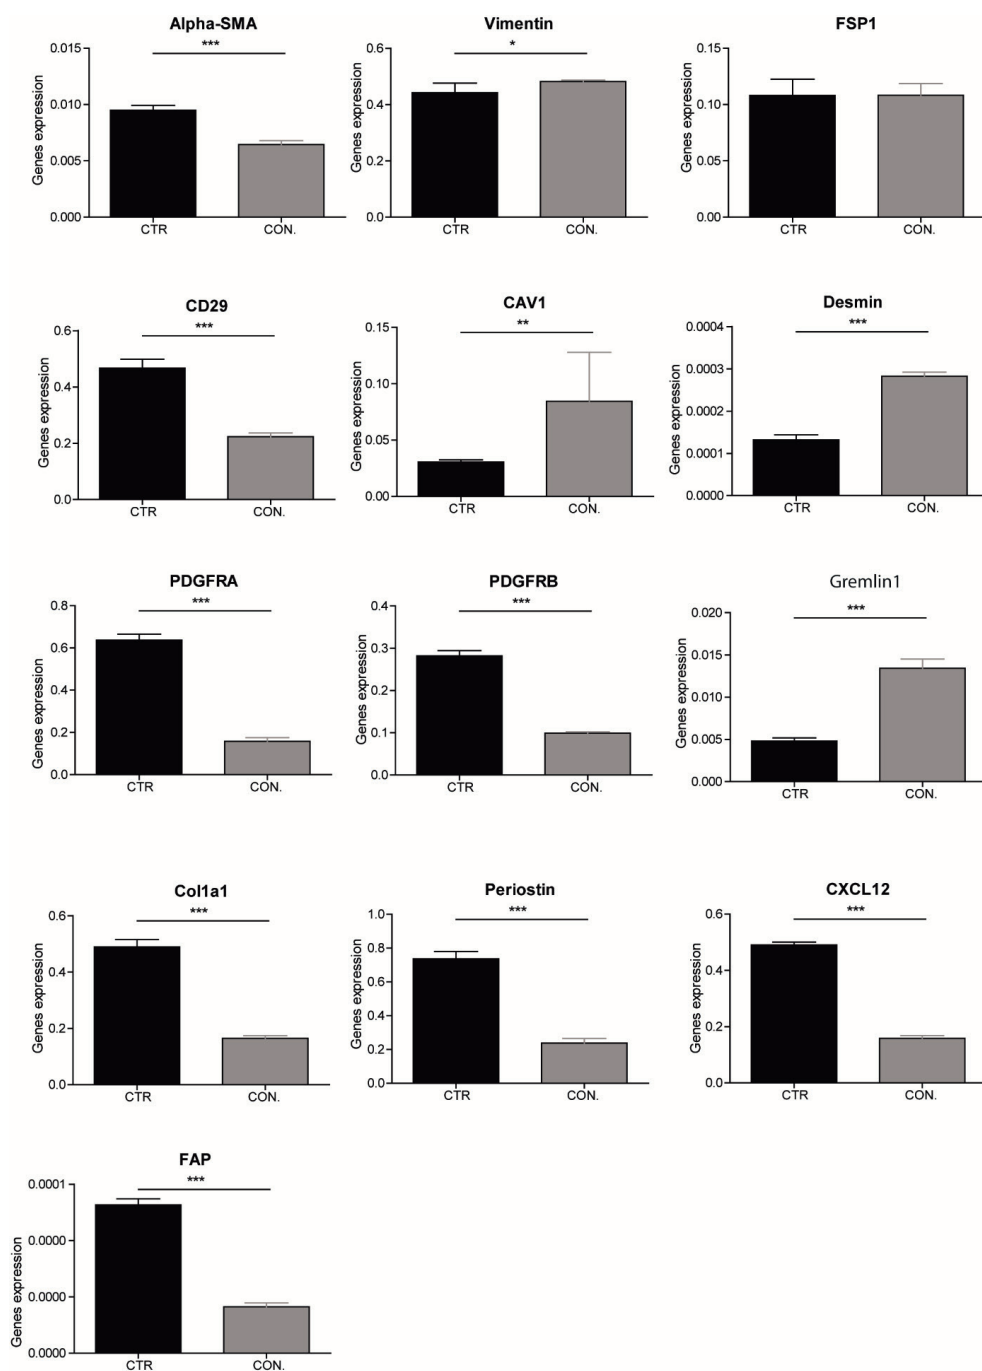 Alpha-SMA
***
Genes expression
0.015
0.010
0.005
0.000
CTR
CON.
Vimentin
*
Genes expression
0.6
0.4
0.2
0.0
CTR
CON.
FSP1
Genes expression
0.15
0.10
0.05
0.00
CTR
CON.
CD29
***
Genes expression
0.6
0.4
0.2
0.0
CTR
CON.
CAV1
**
Genes expression
0.15
0.10
0.05
0.00
CTR
CON.
Desmin
***
Genes expression
0.0004
0.0003
0.0002
0.0001
0.0000
CTR
CON.
PDGFRA
***
Genes expression
0.8
0.6
0.4
0.2
0.0
CTR
CON.
PDGFRB
***
Genes expression
0.4
0.3
0.2
0.1
0.0
CTR
CON.
Gremlin1
***
Genes expression
0.020
0.015
0.010
0.005
0.000
CTR
CON.
Col1a1
***
Genes expression
0.6
0.4
0.2
0.0
CTR
CON.
Periostin
***
Genes expression
1.0
0.8
0.6
0.4
0.2
0.0
CTR
CON.
CXCL12
***
Genes expression
0.6
0.4
0.2
0.0
CTR
CON.
FAP
***
Genes expression
0.0001
0.0000
0.0000
0.0000
CTR
CON.